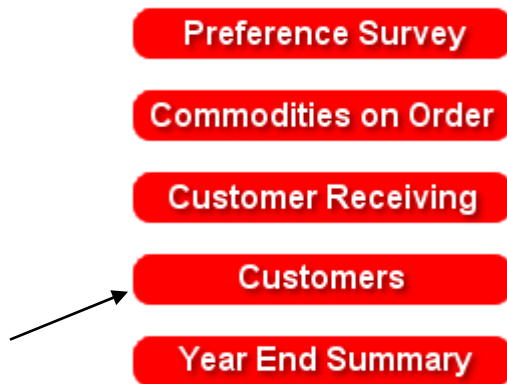 Preference Survey
Commodities on Order
Customer Receiving
Customers
Year End Summary